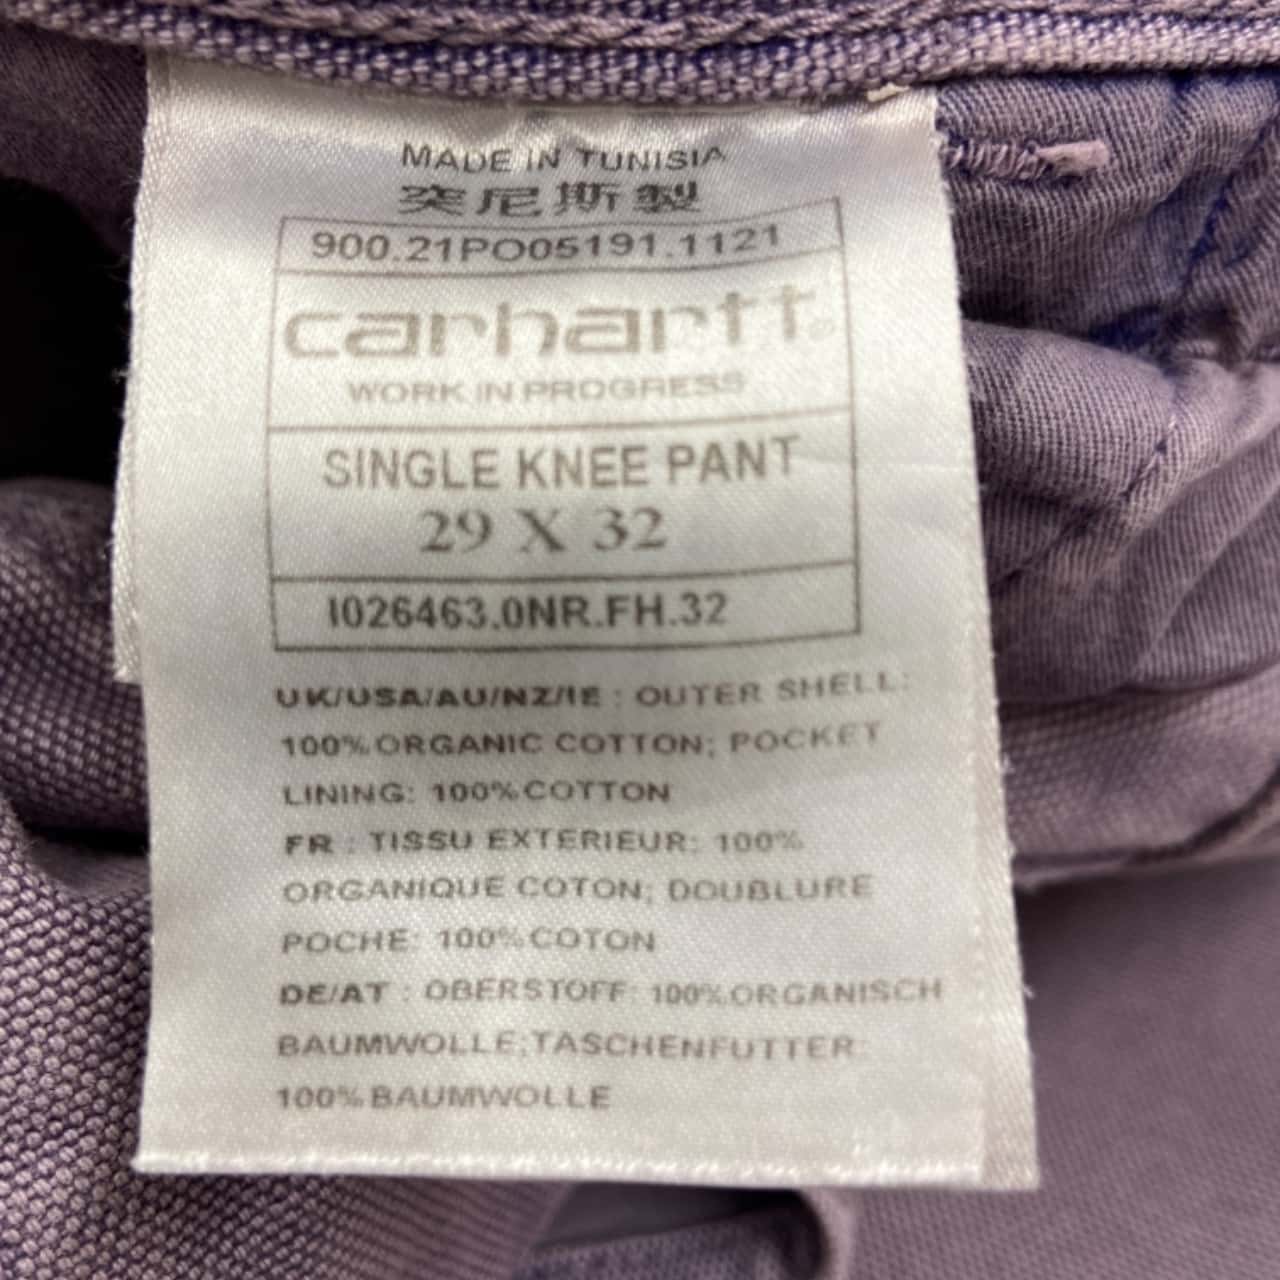 MADE IN TUNISIA
突尼斯製
900.21PO05191.1121
carhartt®
WORK IN PROGRESS
SINGLE KNEE PANT
29 X 32
I026463.0NR.FH.32
UK/USA/AU/NZ/IE : OUTER SHELL:
100%ORGANIC COTTON; POCKET
LINING: 100%COTTON
FR : TISSU EXTERIEUR: 100%
ORGANIQUE COTON; DOUBLURE
POCHE: 100%COTON
DE/AT : OBERSTOFF: 100%ORGANISCH
BAUMWOLLE;TASCHENFUTTER:
100%BAUMWOLLE